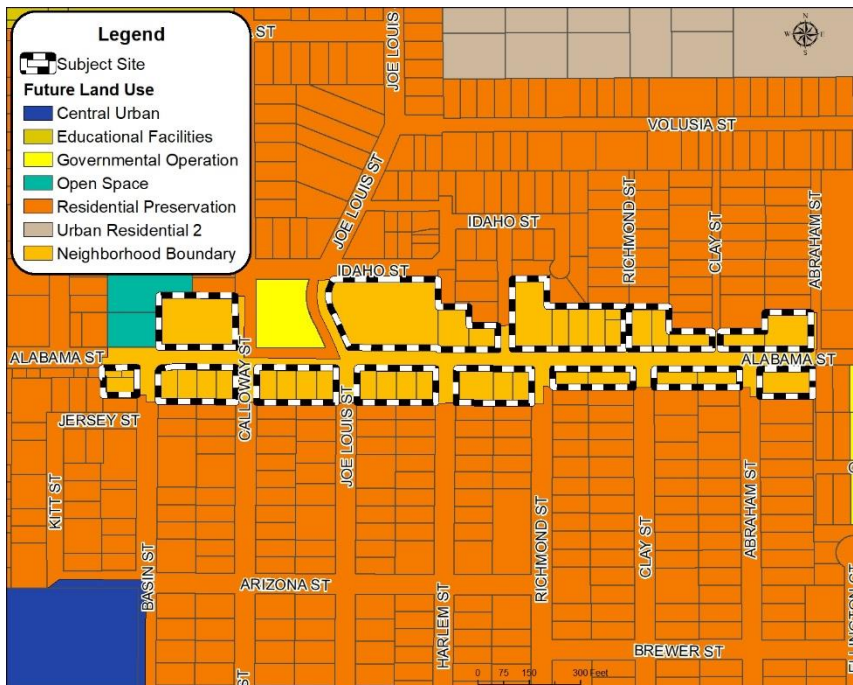 Legend
Subject Site
Future Land Use
Central Urban
Educational Facilities
Governmental Operation
Open Space
Residential Preservation
Urban Residential 2
Neighborhood Boundary
ST
JOE LOUIS
N
W E
S
VOLUSIA ST
JOE LOUIS ST
IDAHO ST
RICHMOND ST
CLAY ST
ABRAHAM ST
IDAHO ST
ALABAMA ST
ALABAMA ST
CALLOWAY ST
JOE LOUIS ST
JERSEY ST
KITT ST
BASIN ST
ARIZONA ST
HARLEM ST
RICHMOND ST
CLAY ST
ABRAHAM ST
BREWER ST
ELLINGTON ST
ST
0 75 150 300 Feet